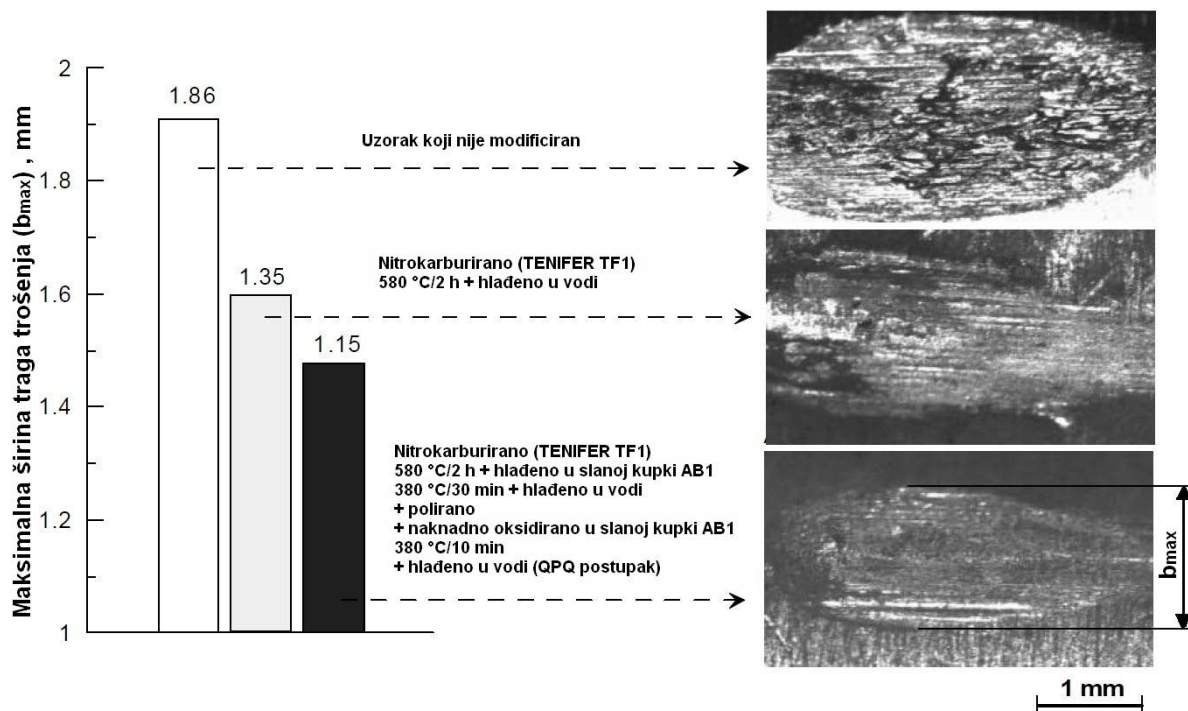 Maksimalna širina traga trošenja (bmax) , mm
2
1.8
1.6
1.4
1.2
1
1.86
1.35
1.15
Uzorak koji nije modificiran
Nitrokarburirano (TENIFER TF1)
580 °C/2 h + hlađeno u vodi
Nitrokarburirano (TENIFER TF1)
580 °C/2 h + hlađeno u slanoj kupki AB1
380 °C/30 min + hlađeno u vodi
+ polirano
+ naknadno oksidirano u slanoj kupki AB1
380 °C/10 min
+ hlađeno u vodi (QPQ postupak)
bmax
1 mm